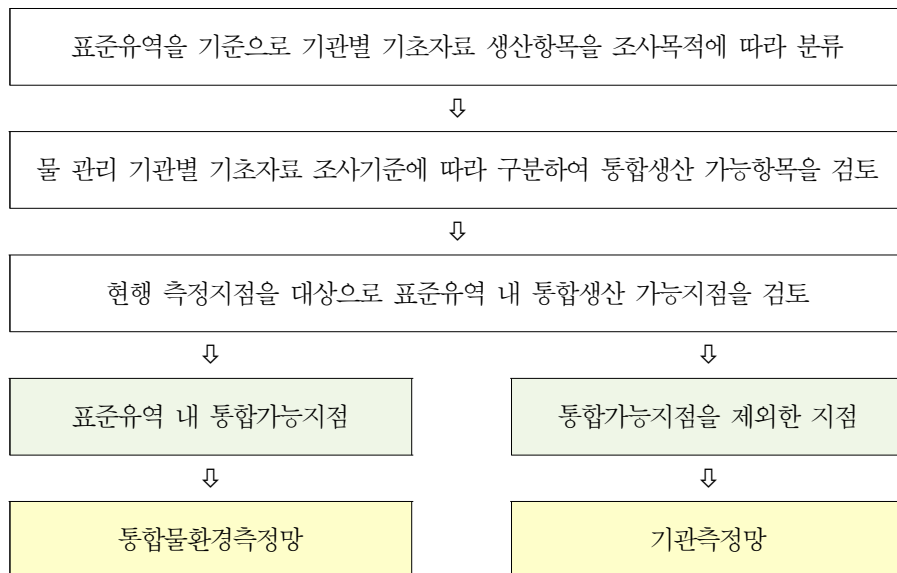 표준유역을 기준으로 기관별 기초자료 생산항목을 조사목적에 따라 분류
⇩
물 관리 기관별 기초자료 조사기준에 따라 구분하여 통합생산 가능항목을 검토
⇩
현행 측정지점을 대상으로 표준유역 내 통합생산 가능지점을 검토
⇩ ⇩
표준유역 내 통합가능지점 통합가능지점을 제외한 지점
⇩ ⇩
통합물환경측정망 기관측정망